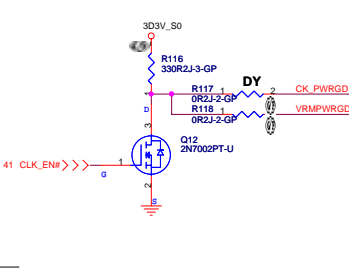 3D3V_S0
R116
330R2J-3-GP
DY
R117
1
2
CK_PWRGD
0R2J-2-GP
R118
1
VRMPWRGD
0R2J-2-GP
D
3
Q12
2N7002PT-U
41 CLK_EN#
1
G
2
S